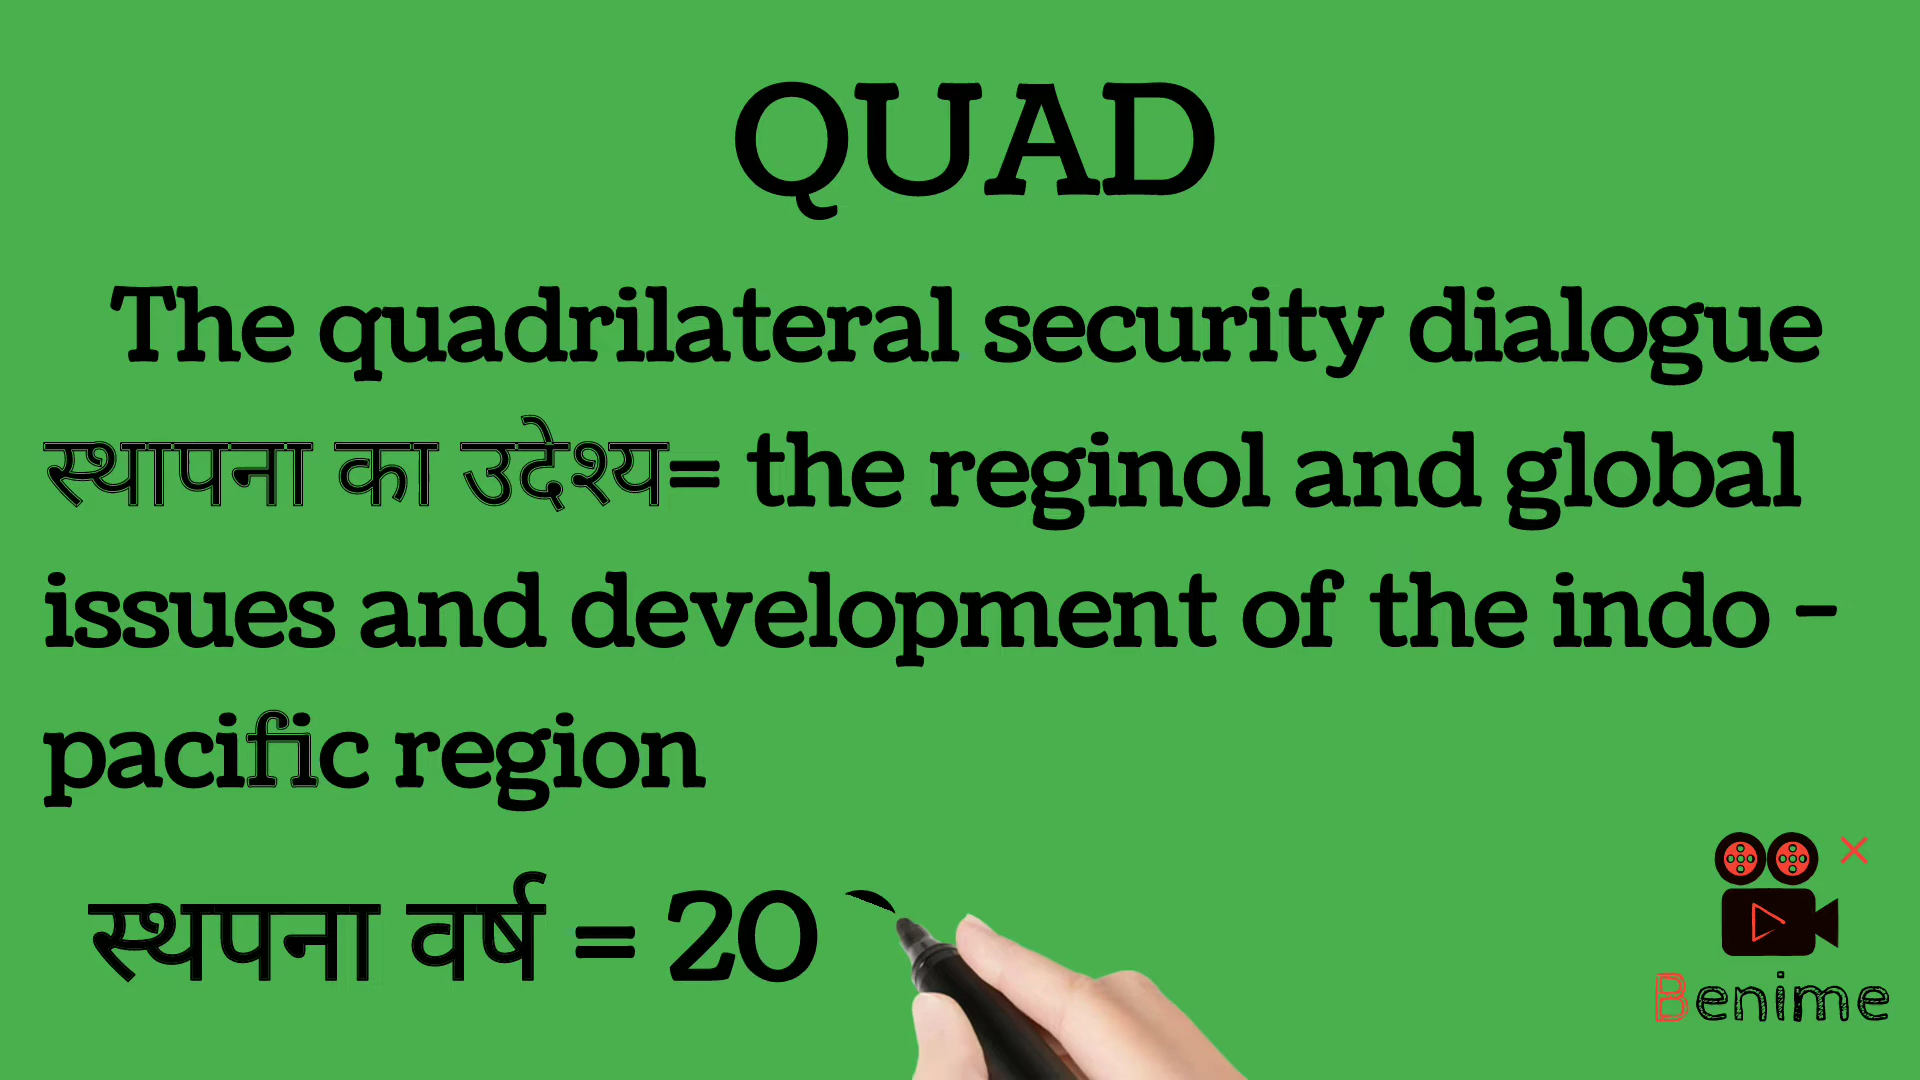 QUAD
The quadrilateral security dialogue
स्थापना का उदेश्य= the reginol and global
issues and development of the indo -
pacific region
स्थपना वर्ष = 20
Benime